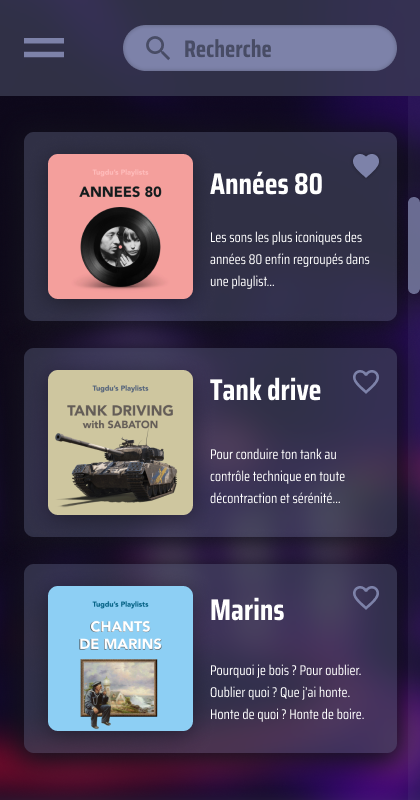 Recherche
Tugdu's Playlists
ANNEES 80
Années 80
Les sons les plus iconiques des
années 80 enfin regroupés dans
une playlist...
Tugdu's Playlists
TANK DRIVING
with SABATON
Tank drive
Pour conduire ton tank au
contrôle technique en toute
décontraction et sérénité...
Tugdu's Playlists
CHANTS
DE MARINS
Marins
Pourquoi je bois ? Pour oublier.
Oublier quoi ? Que j'ai honte.
Honte de quoi ? Honte de boire.